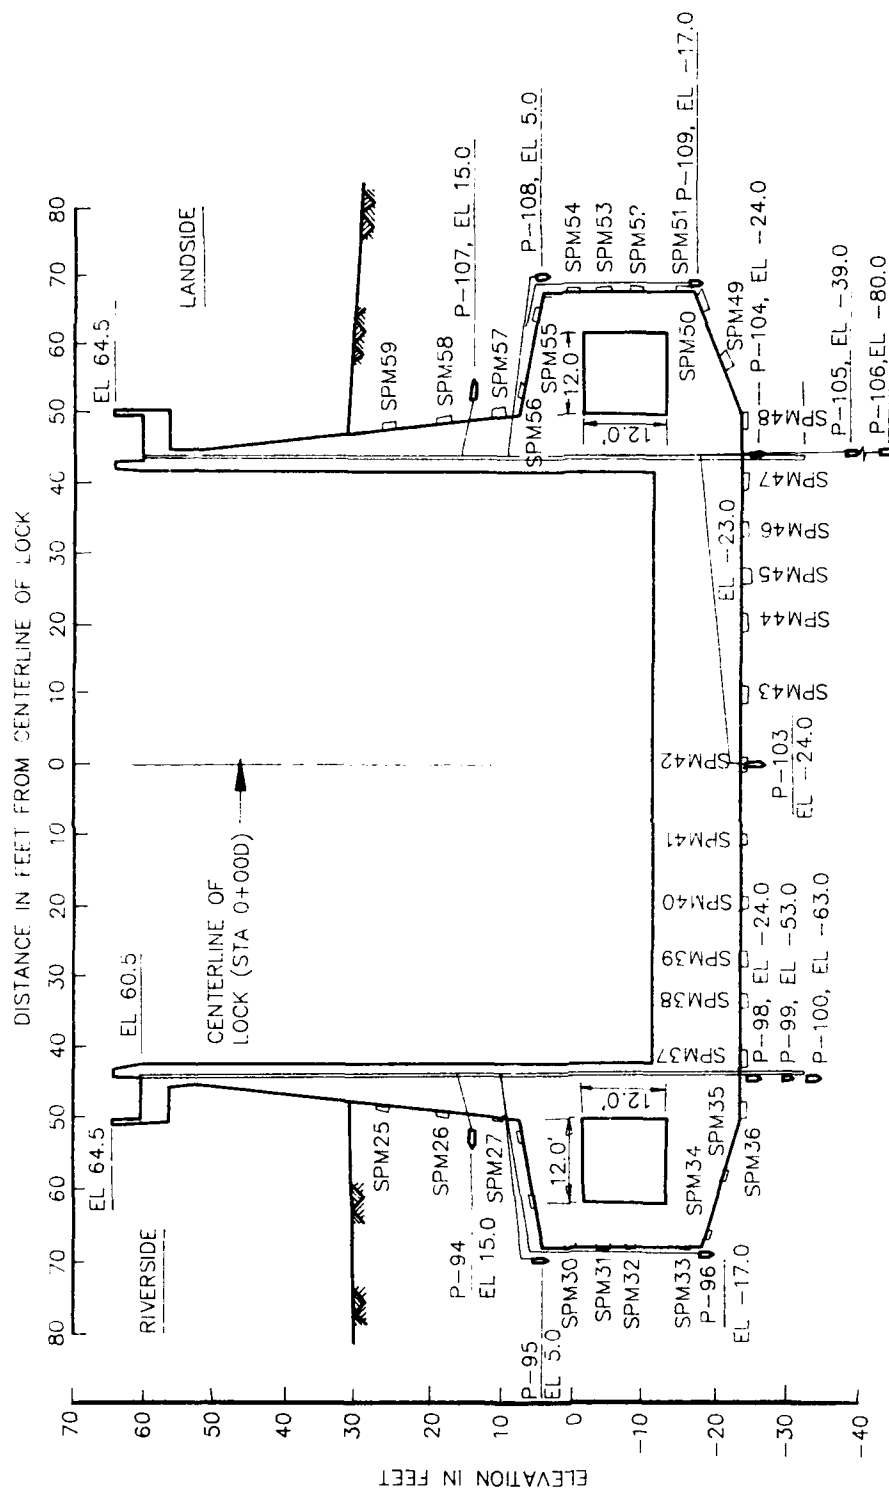 DISTANCE IN FEET FROM CENTERLINE OF LOCK
80 70 60 50 40 30 20 10 0 10 20 30 40 50 60 70 80
RIVERSIDE
LANDSIDE
EL 64.5
EL 60.5
EL 64.5
CENTERLINE OF
LOCK (STA 0+00D)
ELEVATION IN FEET
70
50
30
20
10
0
-10
-20
-30
-40
SPM25
SPM26
SPM27
P-94
EL 15.0
P-95
EL 5.0
SPM30
SPM31
SPM32
SPM33
P-96
EL -17.0
12.0'
12.0'
SPM34
SPM35
SPM36
SPM37
SPM38
SPM39
SPM40
SPM41
SPM42
P-98, EL -24.0
P-99, EL -53.0
P-100, EL -63.0
P-103
EL -24.0
EL -23.0
SPM43
SPM44
SPM45
SPM46
SPM47
SPM48
SPM49
SPM50
SPM51
SPM53
SPM54
SPM55
SPM56
SPM57
SPM58
SPM59
12.0
12.0'
P-107, EL 15.0
P-108, EL 5.0
P-109, EL -17.0
P-104, EL -24.0
P-105, EL -39.0
P-106, EL -80.0